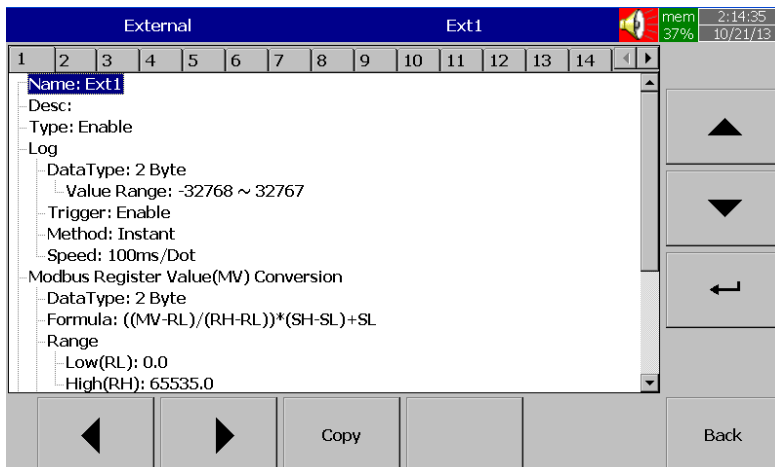 External Ext1 mem 2:14:35
37% 10/21/13
1 2 3 4 5 6 7 8 9 10 11 12 13 14
Name: Ext1
Desc:
Type: Enable
Log
DataType: 2 Byte
Value Range: -32768 ~ 32767
Trigger: Enable
Method: Instant
Speed: 100ms/Dot
Modbus Register Value(MV) Conversion
DataType: 2 Byte
Formula: ((MV-RL)/(RH-RL))*(SH-SL)+SL
Range
Low(RL): 0.0
High(RH): 65535.0
Copy Back